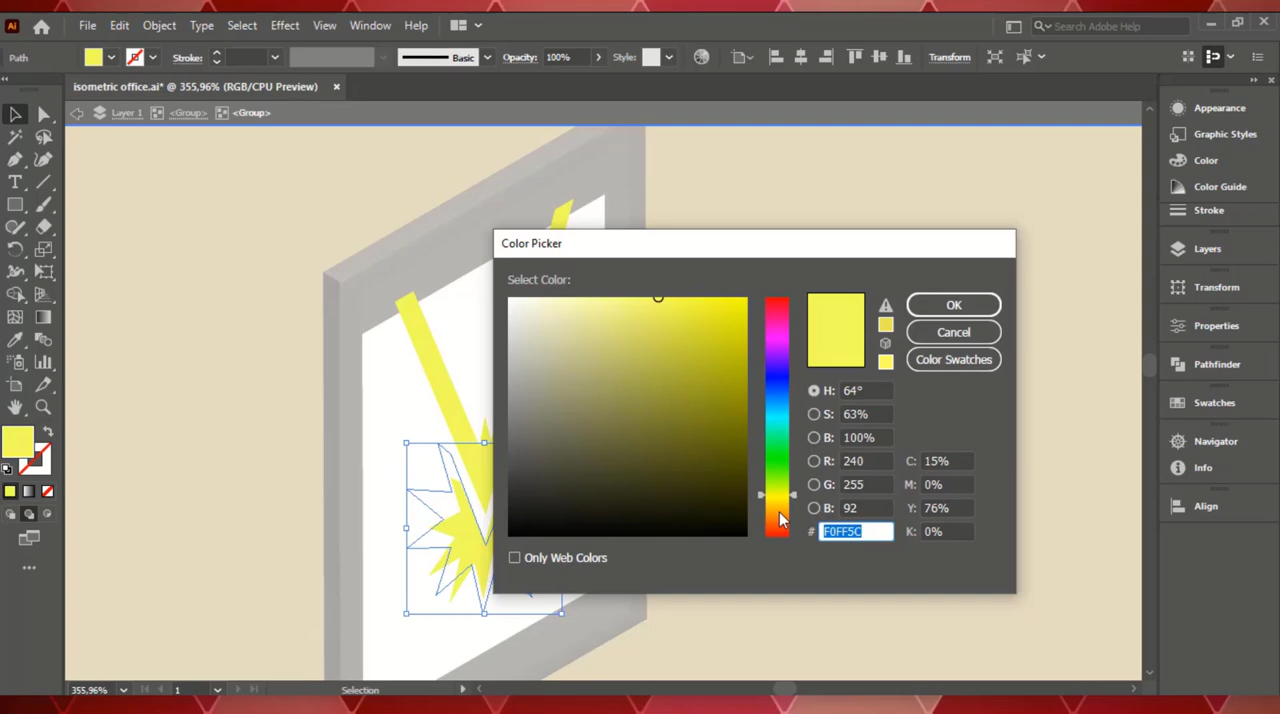 Ai File Edit Object Type Select Effect View Window Help Search Adobe Help
Path Stroke: Basic Opacity: 100% Style: Transform
isometric office.ai* @ 355,96% (RGB/CPU Preview) ×
Layer 1 <Group> <Group>
Appearance
Graphic Styles
Color
Color Guide
Stroke
Layers
Transform
Properties
Pathfinder
Swatches
Navigator
Info
Align
Color Picker
Select Color:
OK
Cancel
Color Swatches
H: 64°
S: 63%
B: 100%
R: 240 C: 15%
G: 255 M: 0%
B: 92 Y: 76%
# F0FF5C K: 0%
Only Web Colors
355,96% 1 Selection